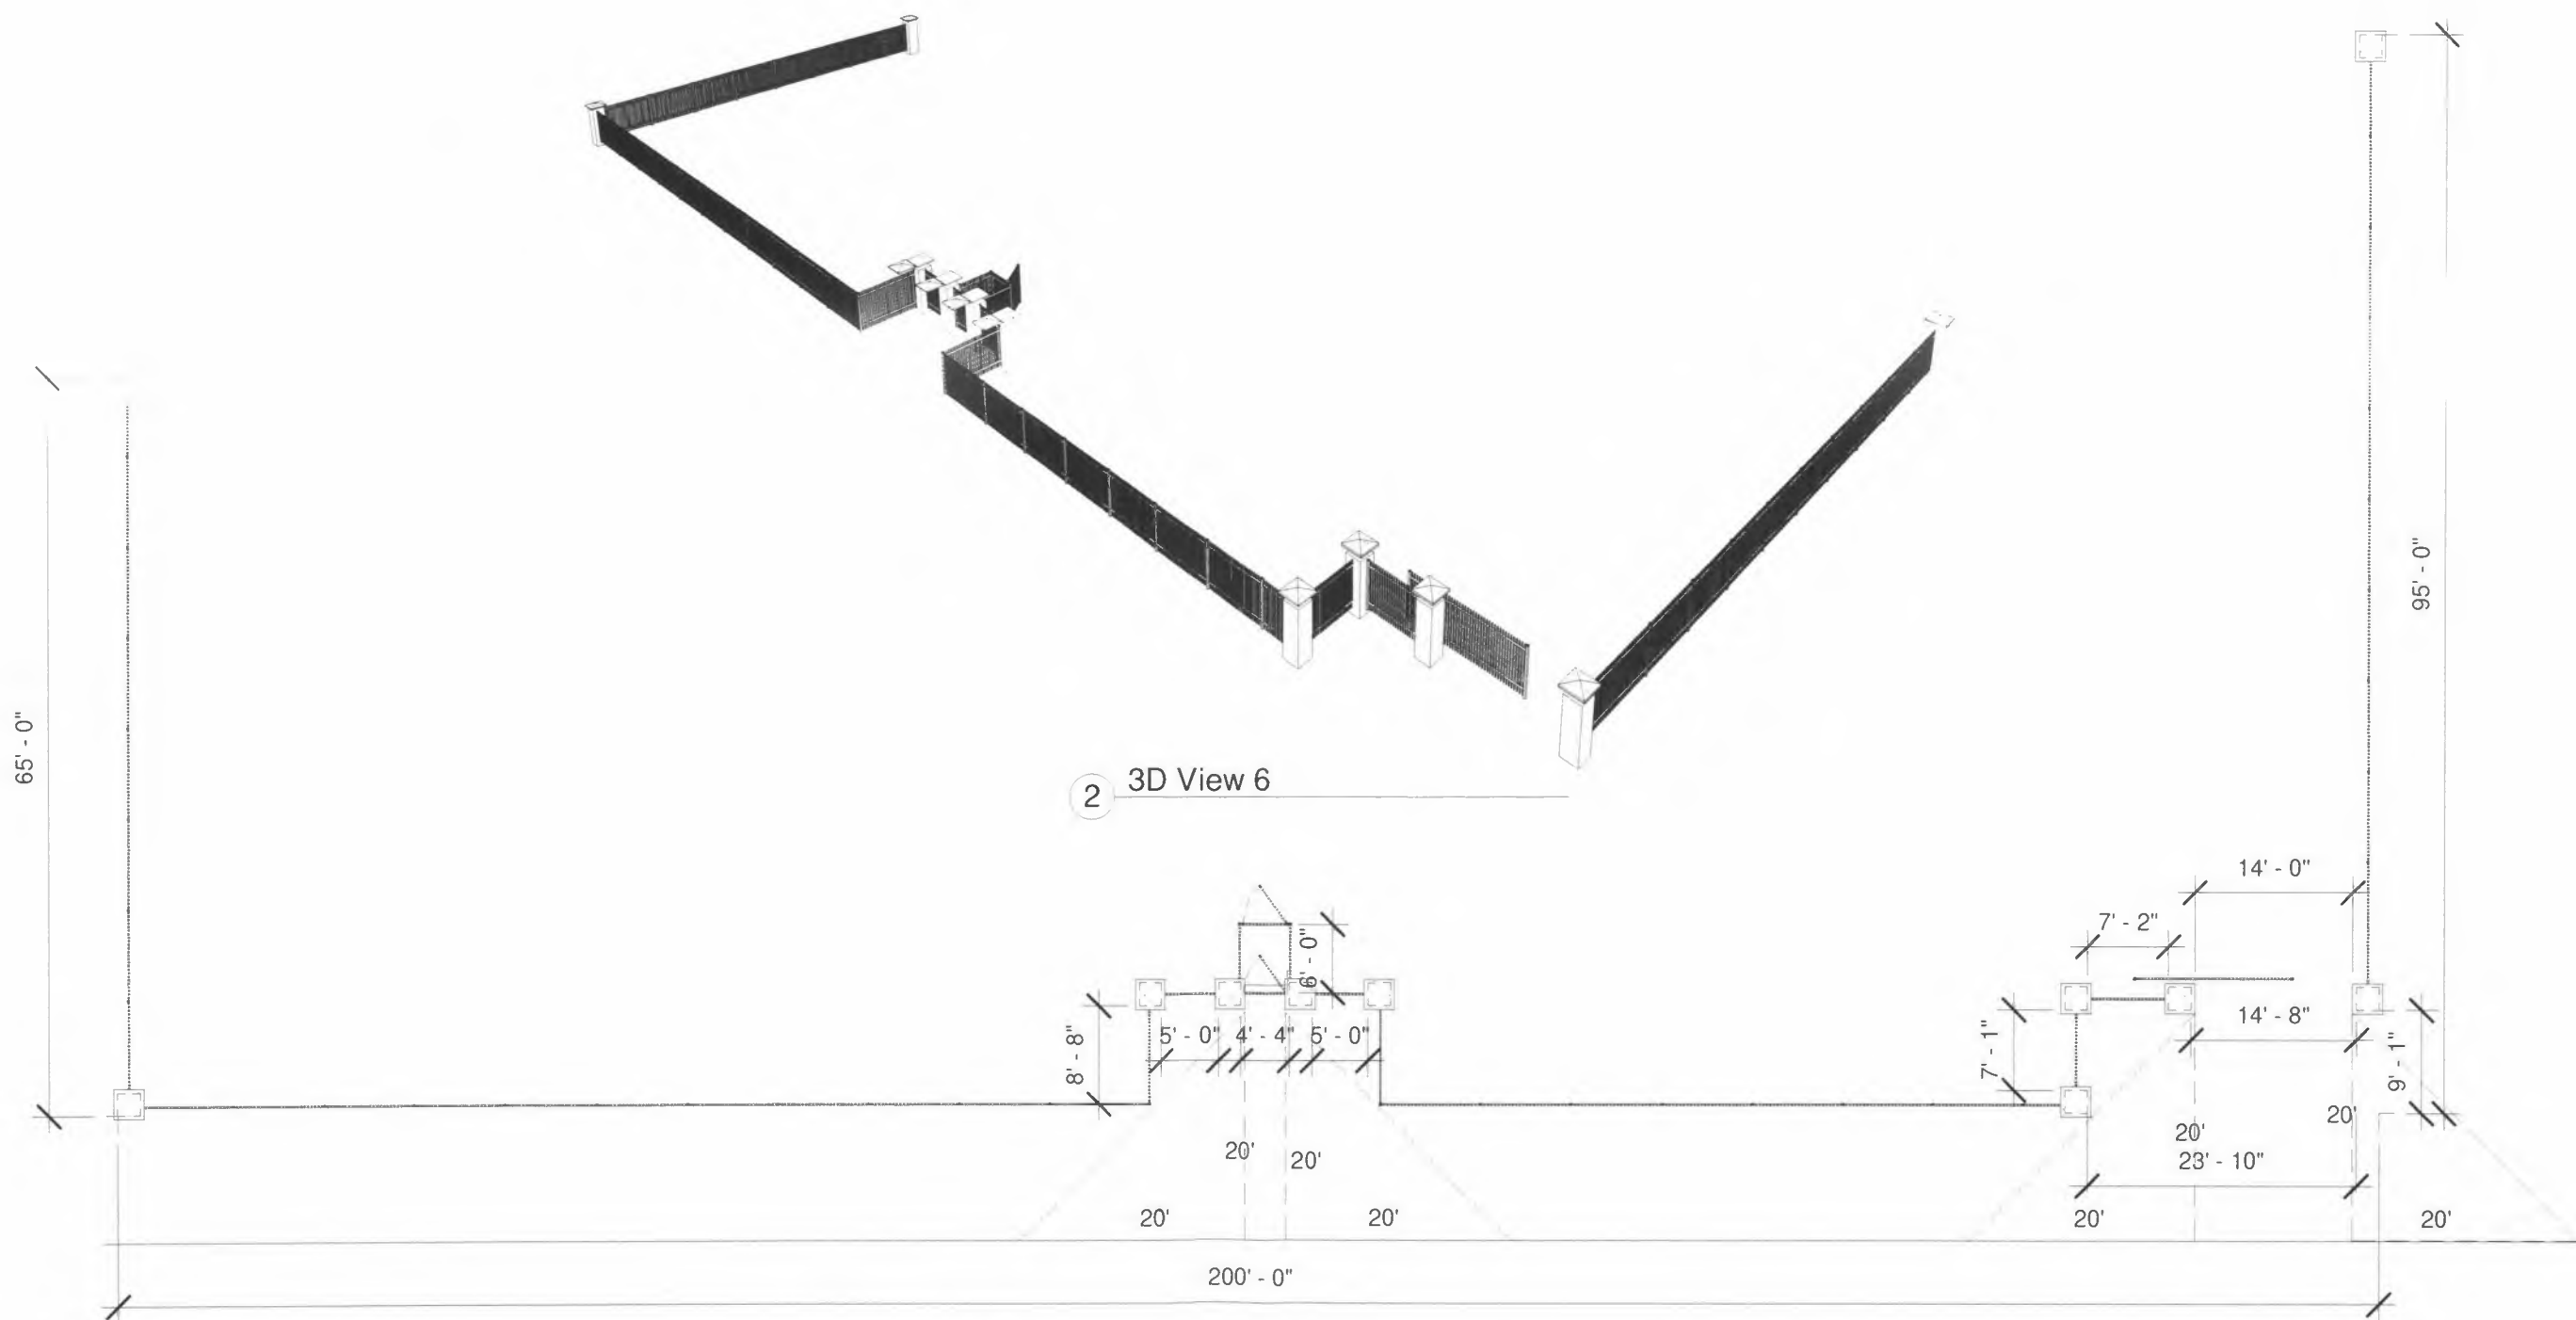 95' - 0"
65' - 0"
2 3D View 6
14' - 0"
7' - 2"
6' - 0"
14' - 8"
8' - 8"
5' - 0" 4' - 4" 5' - 0"
7' - 1"
9' - 1"
20'
20'
20'
20'
23' - 10"
20'
20'
20'
20'
200' - 0"